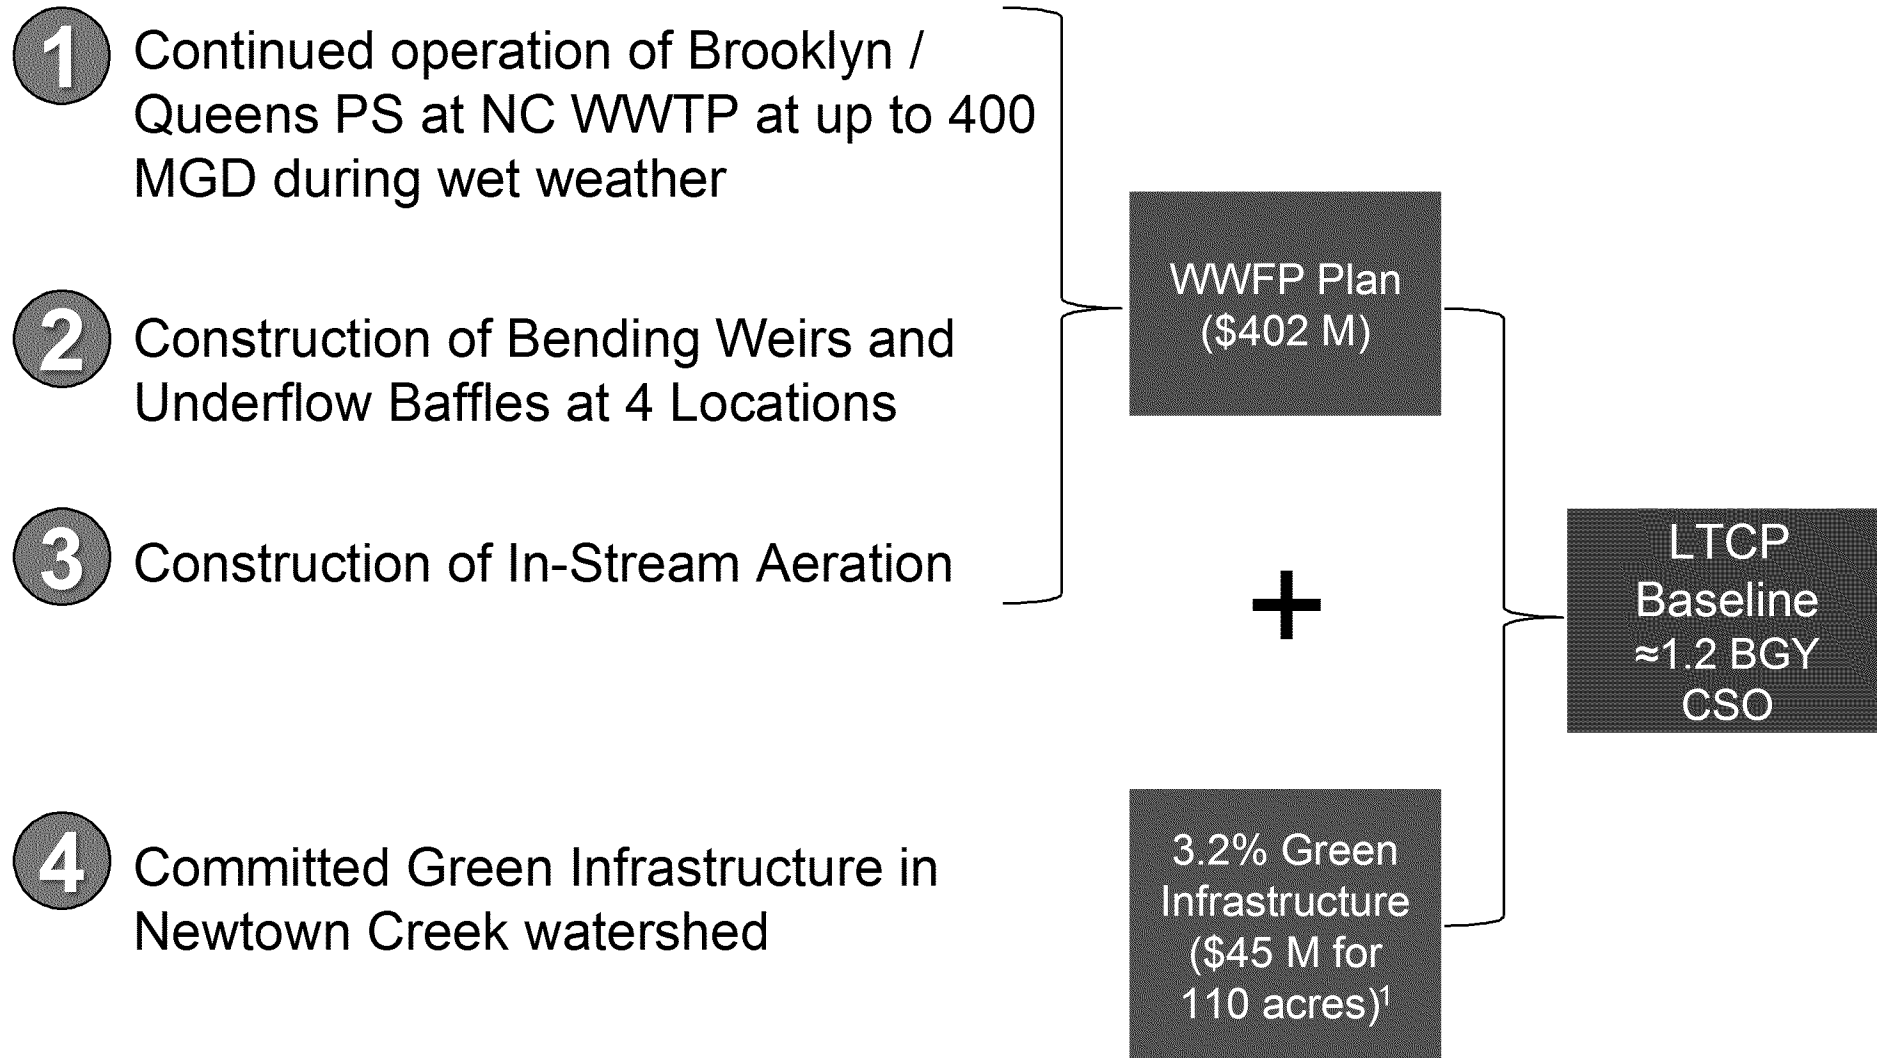 1
Continued operation of Brooklyn /
Queens PS at NC WWTP at up to 400
MGD during wet weather
2
Construction of Bending Weirs and
Underflow Baffles at 4 Locations
3
Construction of In-Stream Aeration
4
Committed Green Infrastructure in
Newtown Creek watershed
WWFP Plan
($402 M)
+
3.2% Green
Infrastructure
($45 M for
110 acres)¹
LTCP
Baseline
≈1.2 BGY
CSO